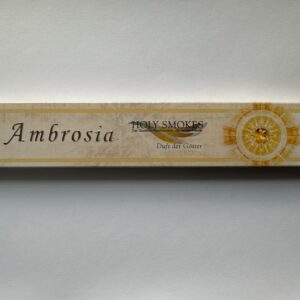 Ambrosia
HOLY SMOKES
Duft der Götter